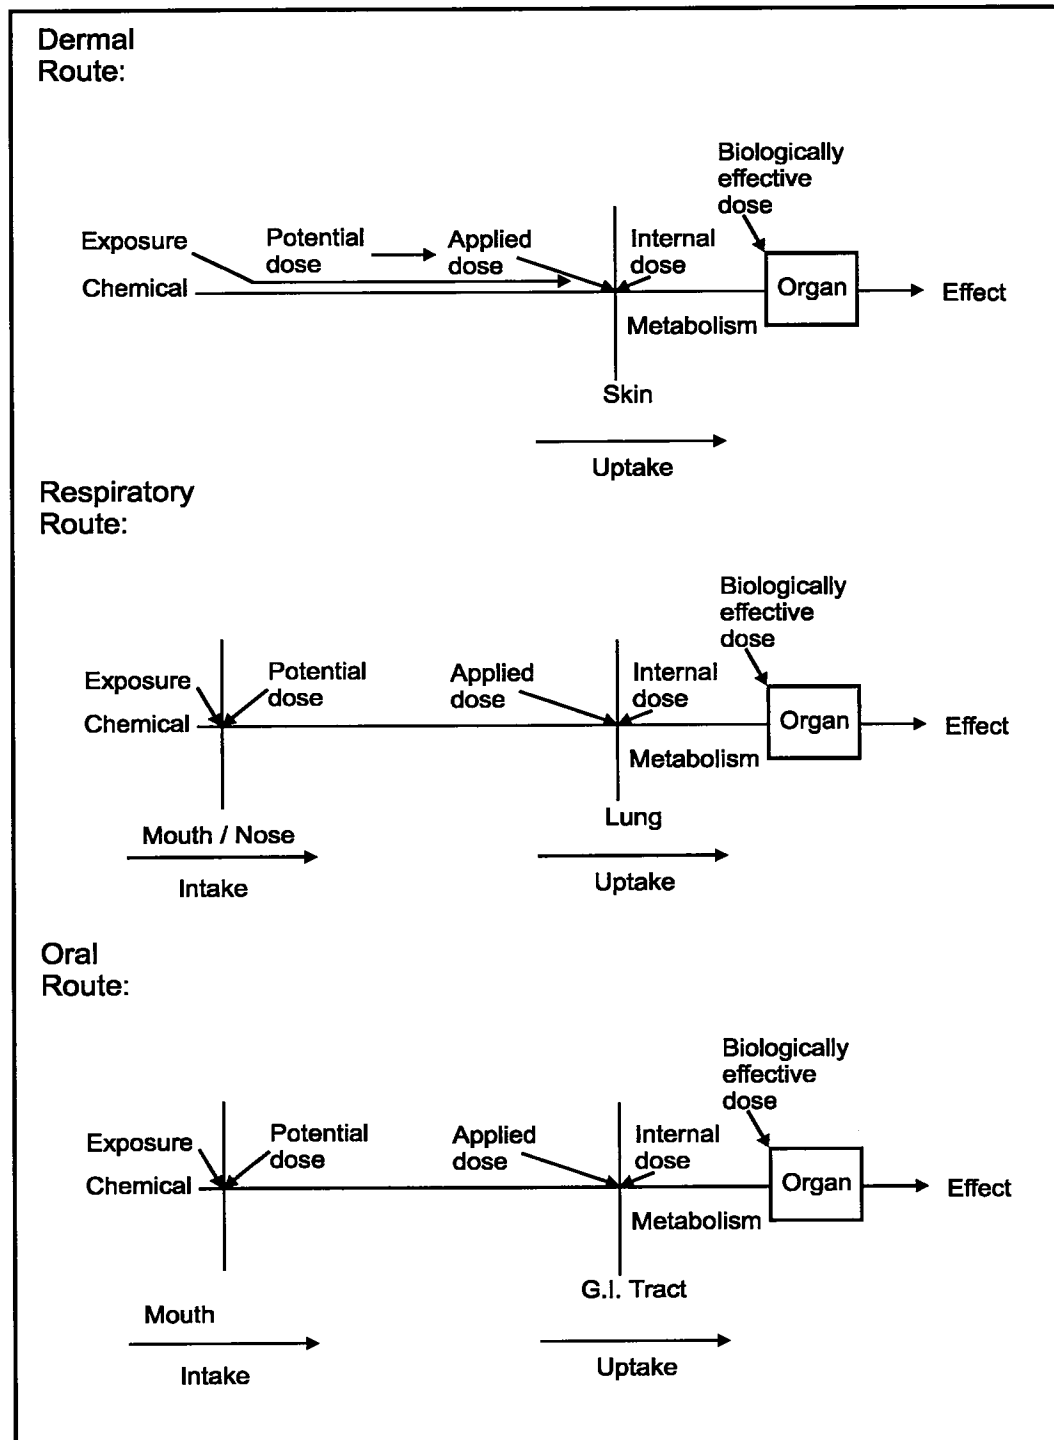 Dermal
Route:
Biologically
effective
dose
Exposure
Potential
dose
Applied
dose
Internal
dose
Chemical
Organ
Effect
Metabolism
Skin
Uptake
Respiratory
Route:
Biologically
effective
dose
Exposure
Potential
dose
Applied
dose
Internal
dose
Chemical
Organ
Effect
Metabolism
Lung
Mouth / Nose
Intake
Uptake
Oral
Route:
Biologically
effective
dose
Exposure
Potential
dose
Applied
dose
Internal
dose
Chemical
Organ
Effect
Metabolism
G.I. Tract
Mouth
Intake
Uptake